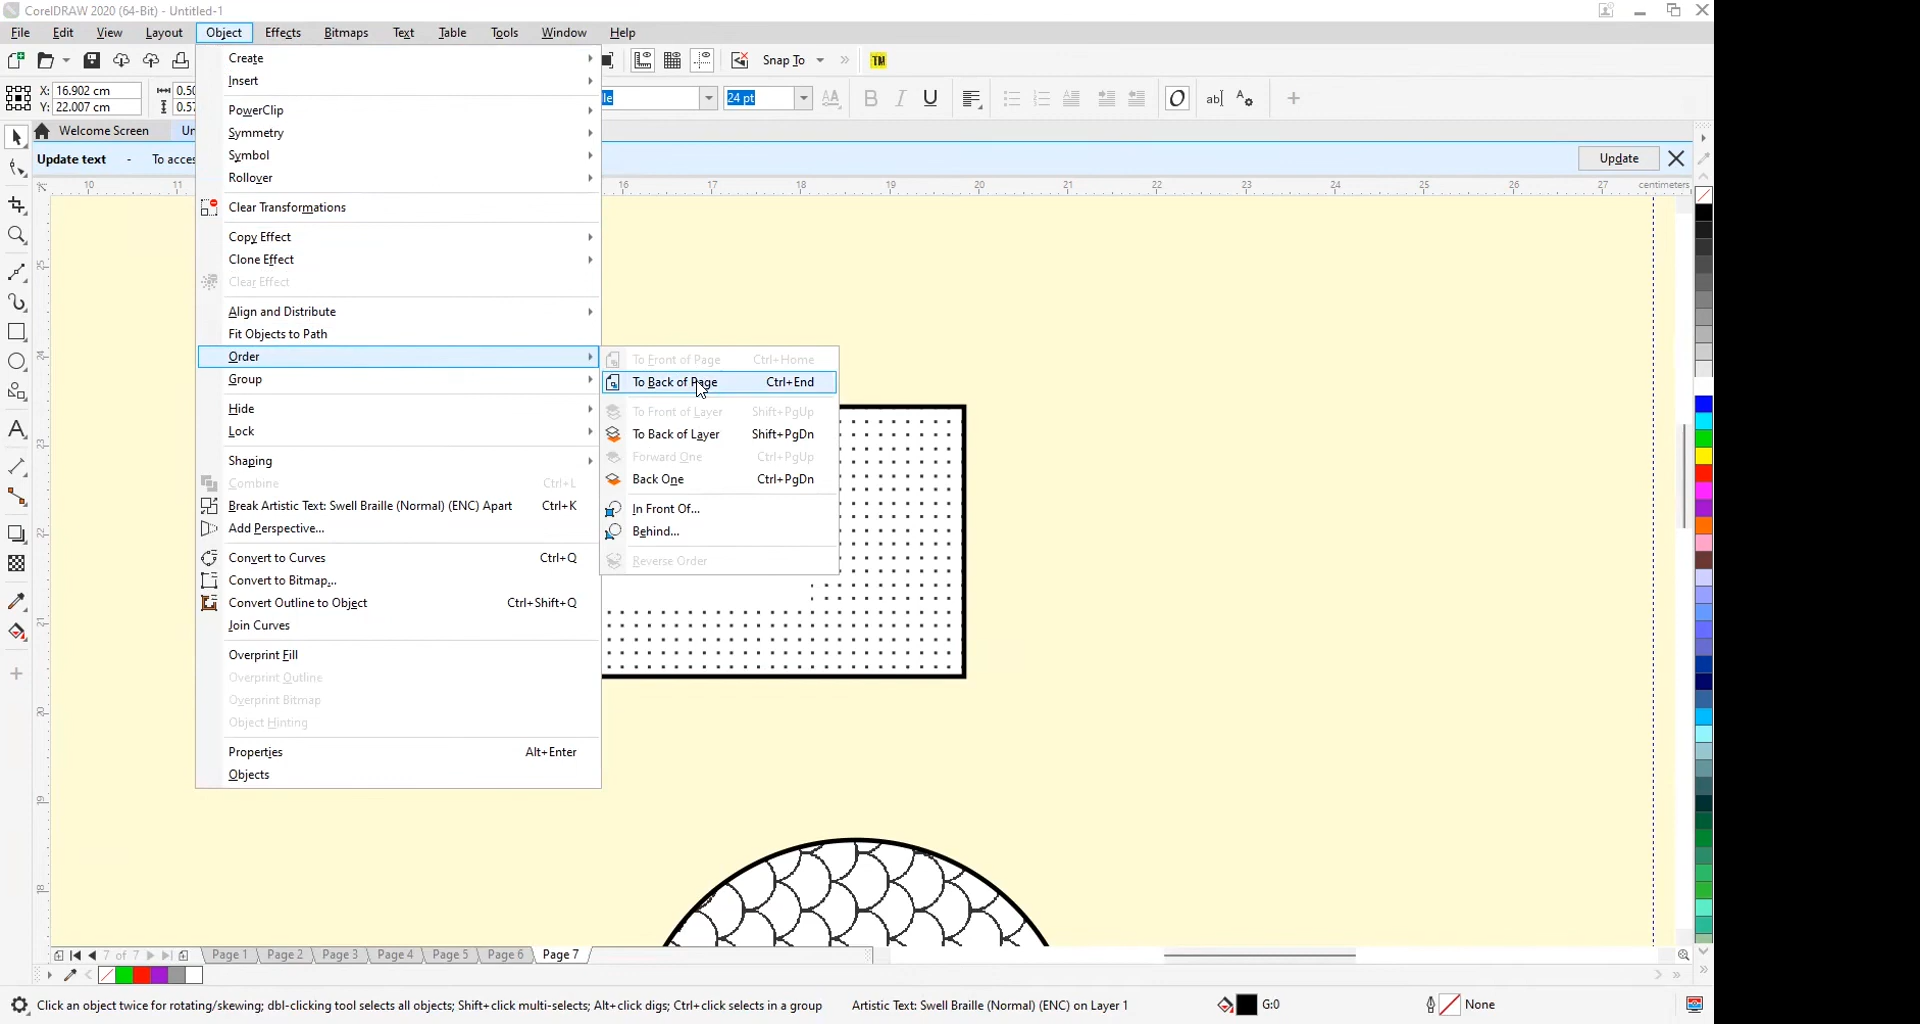 CorelDRAW 2020 (64-Bit) - Untitled-1
File Edit View Layout Object Effects Bitmaps Text Table Tools Window Help
Snap To TM
X: 16.902 cm
Y: 22.007 cm
24 pt
Welcome Screen
Update text - To Update
10 11 16 17 18 19 20 21 22 23 24 25 26 27 centimeters
25
24
23
22
21
20
19
18
Create
Insert
PowerClip
Symmetry
Symbol
Rollover
Clear Transformations
Copy Effect
Clone Effect
Clear Effect
Align and Distribute
Fit Objects to Path
Order
Group
Hide
Lock
Shaping
Combine Ctrl+L
Break Artistic Text: Swell Braille (Normal) (ENC) Apart Ctrl+K
Add Perspective...
Convert to Curves Ctrl+Q
Convert to Bitmap...
Convert Outline to Object Ctrl+Shift+Q
Join Curves
Overprint Fill
Overprint Outline
Overprint Bitmap
Object Hinting
Properties Alt+Enter
Objects
To Front of Page Ctrl+Home
To Back of Page Ctrl+End
To Front of Layer Shift+PgUp
To Back of Layer Shift+PgDn
Forward One Ctrl+PgUp
Back One Ctrl+PgDn
In Front Of...
Behind...
Reverse Order
7 of 7 Page 1 Page 2 Page 3 Page 4 Page 5 Page 6 Page 7
Click an object twice for rotating/skewing; dbl-clicking tool selects all objects; Shift+click multi-selects; Alt+click digs; Ctrl+click selects in a group Artistic Text: Swell Braille (Normal) (ENC) on Layer 1 G:0 None